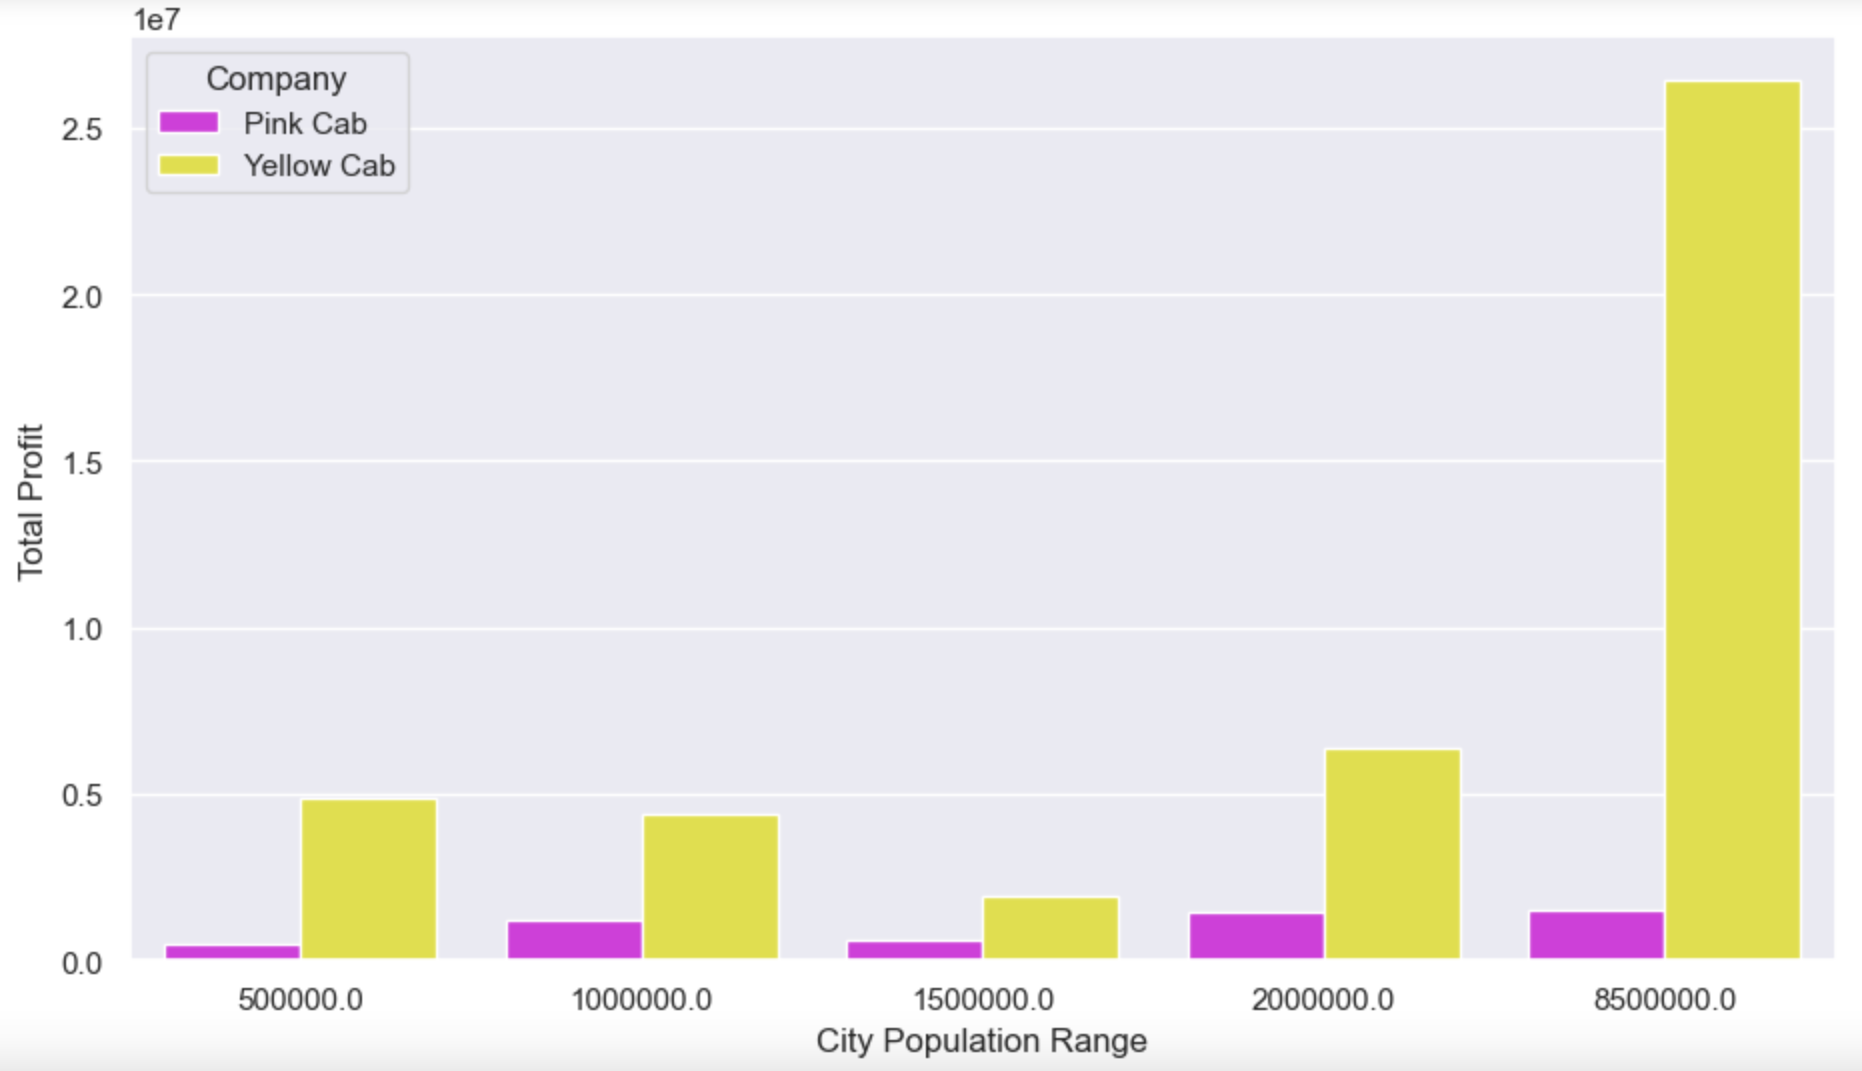 1e7
Company
Pink Cab
Yellow Cab
2.5
2.0
1.5
1.0
0.5
0.0
Total Profit
500000.0 1000000.0 1500000.0 2000000.0 8500000.0
City Population Range